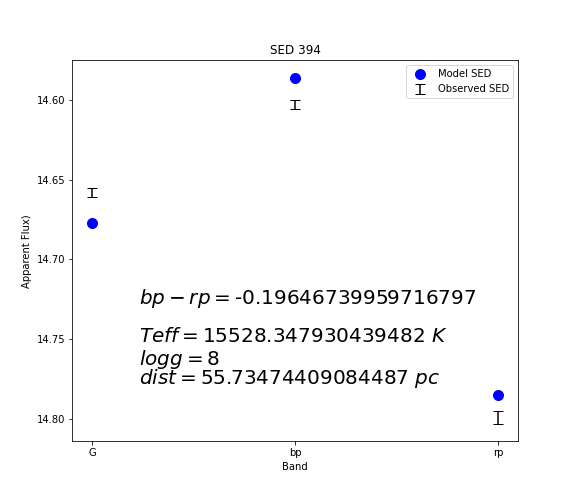 SED 394
Model SED
Observed SED
14.60
14.65
14.70
14.75
14.80
Apparent Flux)
bp − rp = -0.19646739959716797
Teff = 15528.347930439482 K
logg = 8
dist = 55.73474409084487 pc
G
bp
rp
Band